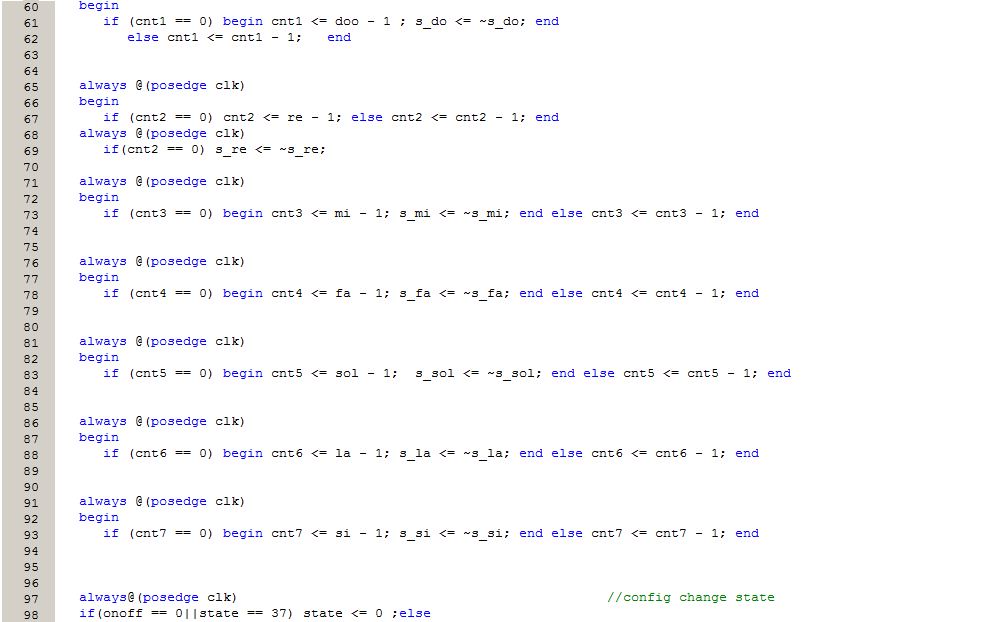 60 begin
61 if (cnt1 == 0) begin cnt1 <= doo - 1 ; s_do <= ~s_do; end
62 else cnt1 <= cnt1 - 1; end
63
64
65 always @(posedge clk)
66 begin
67 if (cnt2 == 0) cnt2 <= re - 1; else cnt2 <= cnt2 - 1; end
68 always @(posedge clk)
69 if(cnt2 == 0) s_re <= ~s_re;
70
71 always @(posedge clk)
72 begin
73 if (cnt3 == 0) begin cnt3 <= mi - 1; s_mi <= ~s_mi; end else cnt3 <= cnt3 - 1; end
74
75
76 always @(posedge clk)
77 begin
78 if (cnt4 == 0) begin cnt4 <= fa - 1; s_fa <= ~s_fa; end else cnt4 <= cnt4 - 1; end
79
80
81 always @(posedge clk)
82 begin
83 if (cnt5 == 0) begin cnt5 <= sol - 1; s_sol <= ~s_sol; end else cnt5 <= cnt5 - 1; end
84
85
86 always @(posedge clk)
87 begin
88 if (cnt6 == 0) begin cnt6 <= la - 1; s_la <= ~s_la; end else cnt6 <= cnt6 - 1; end
89
90
91 always @(posedge clk)
92 begin
93 if (cnt7 == 0) begin cnt7 <= si - 1; s_si <= ~s_si; end else cnt7 <= cnt7 - 1; end
94
95
96
97 always@(posedge clk) //config change state
98 if(onoff == 0||state == 37) state <= 0 ;else